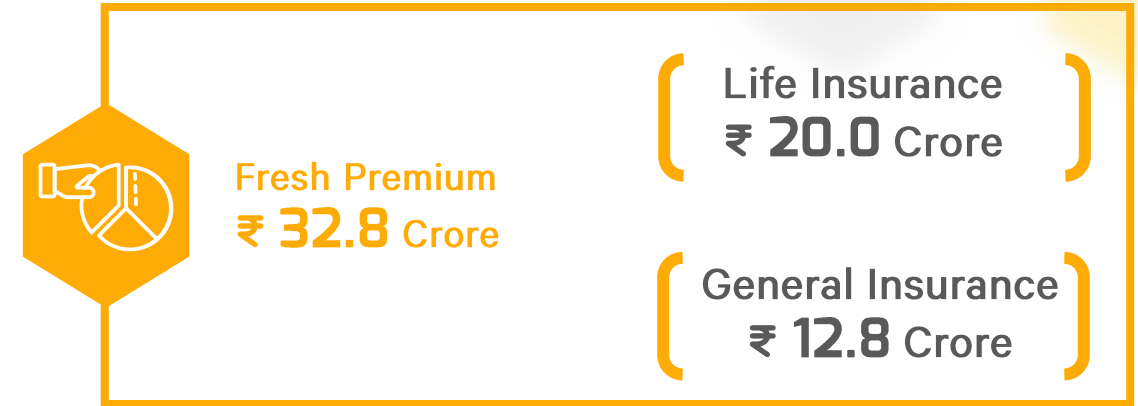 Fresh Premium
₹ 32.8 Crore
Life Insurance
₹ 20.0 Crore
General Insurance
₹ 12.8 Crore